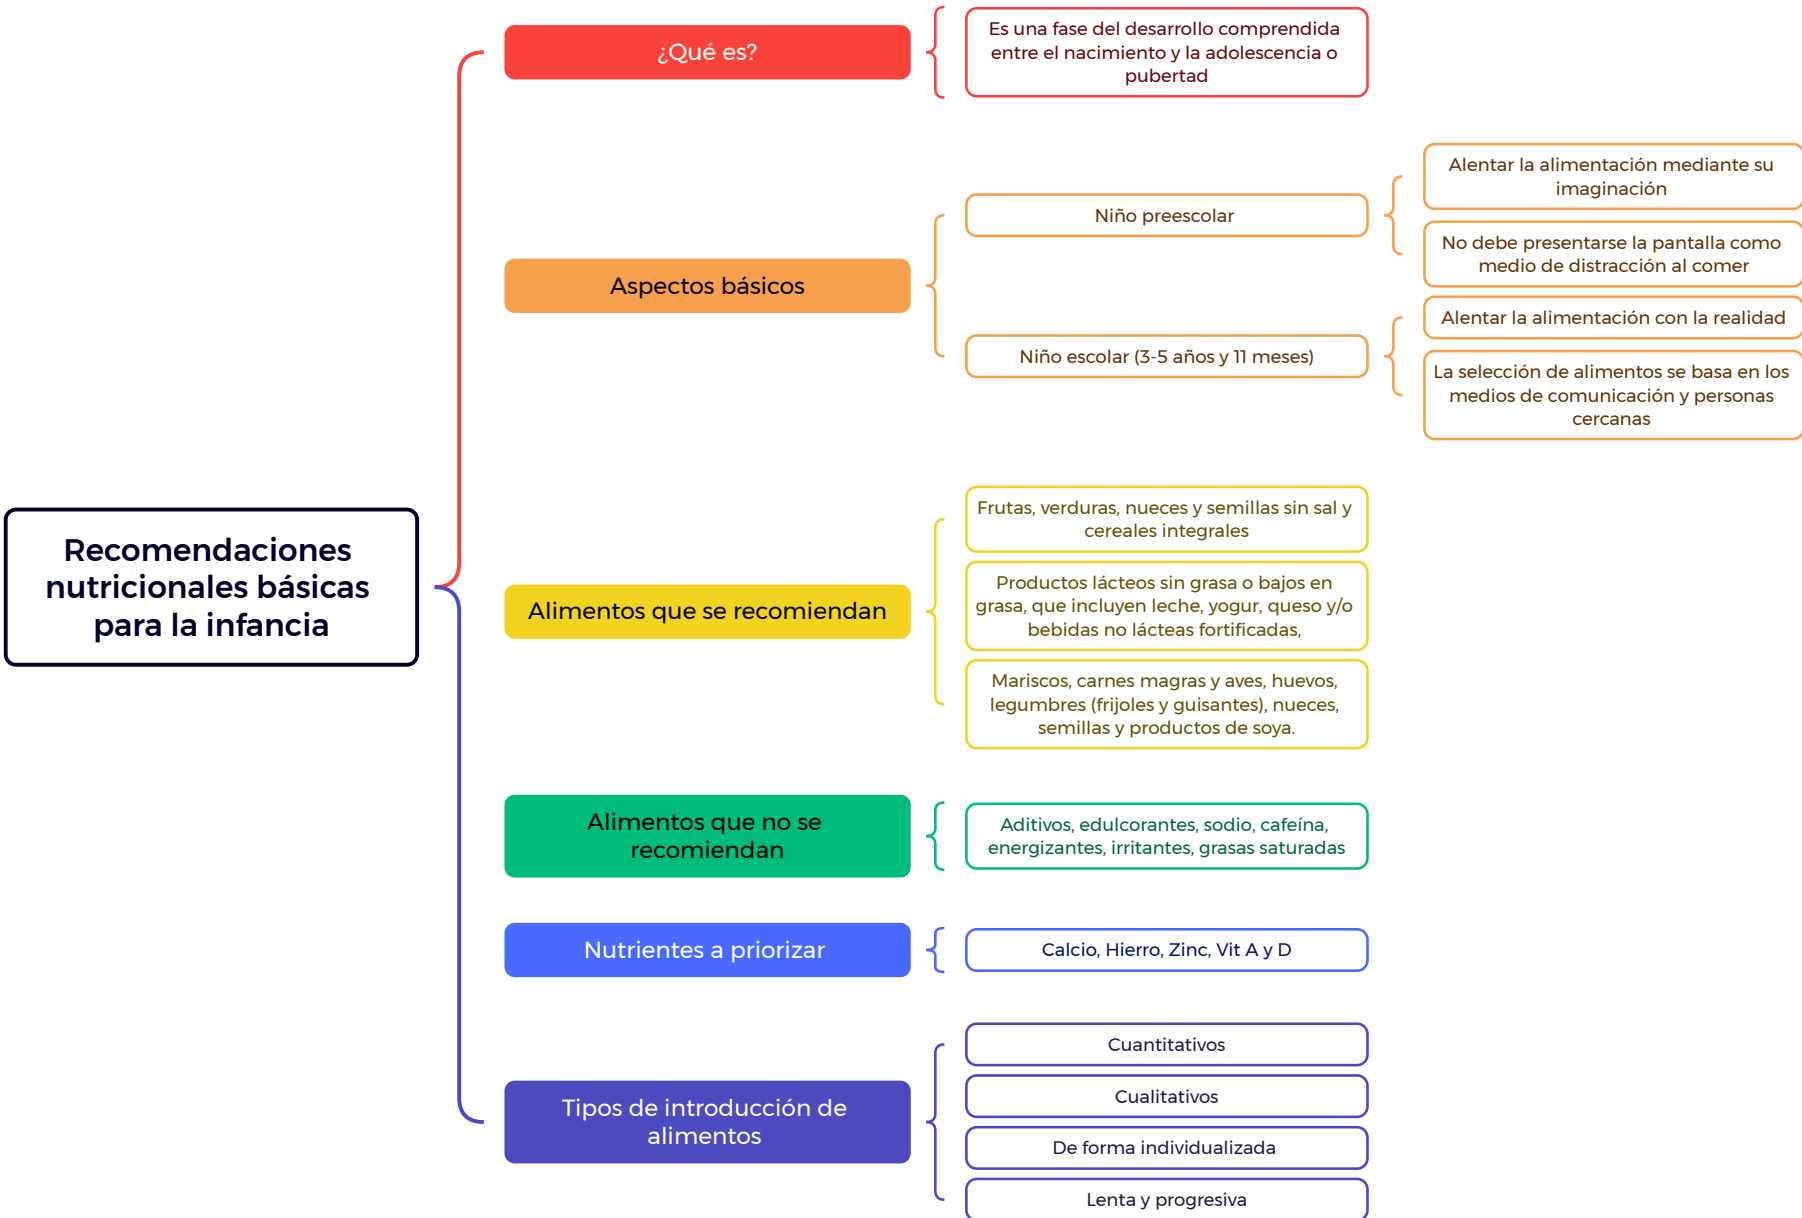 Recomendaciones
nutricionales básicas
para la infancia
¿Qué es?
Es una fase del desarrollo comprendida
entre el nacimiento y la adolescencia o
pubertad
Aspectos básicos
Niño preescolar
Alentar la alimentación mediante su
imaginación
No debe presentarse la pantalla como
medio de distracción al comer
Niño escolar (3-5 años y 11 meses)
Alentar la alimentación con la realidad
La selección de alimentos se basa en los
medios de comunicación y personas
cercanas
Alimentos que se recomiendan
Frutas, verduras, nueces y semillas sin sal y
cereales integrales
Productos lácteos sin grasa o bajos en
grasa, que incluyen leche, yogur, queso y/o
bebidas no lácteas fortificadas,
Mariscos, carnes magras y aves, huevos,
legumbres (frijoles y guisantes), nueces,
semillas y productos de soya.
Alimentos que no se
recomiendan
Aditivos, edulcorantes, sodio, cafeína,
energizantes, irritantes, grasas saturadas
Nutrientes a priorizar
Calcio, Hierro, Zinc, Vit A y D
Tipos de introducción de
alimentos
Cuantitativos
Cualitativos
De forma individualizada
Lenta y progresiva